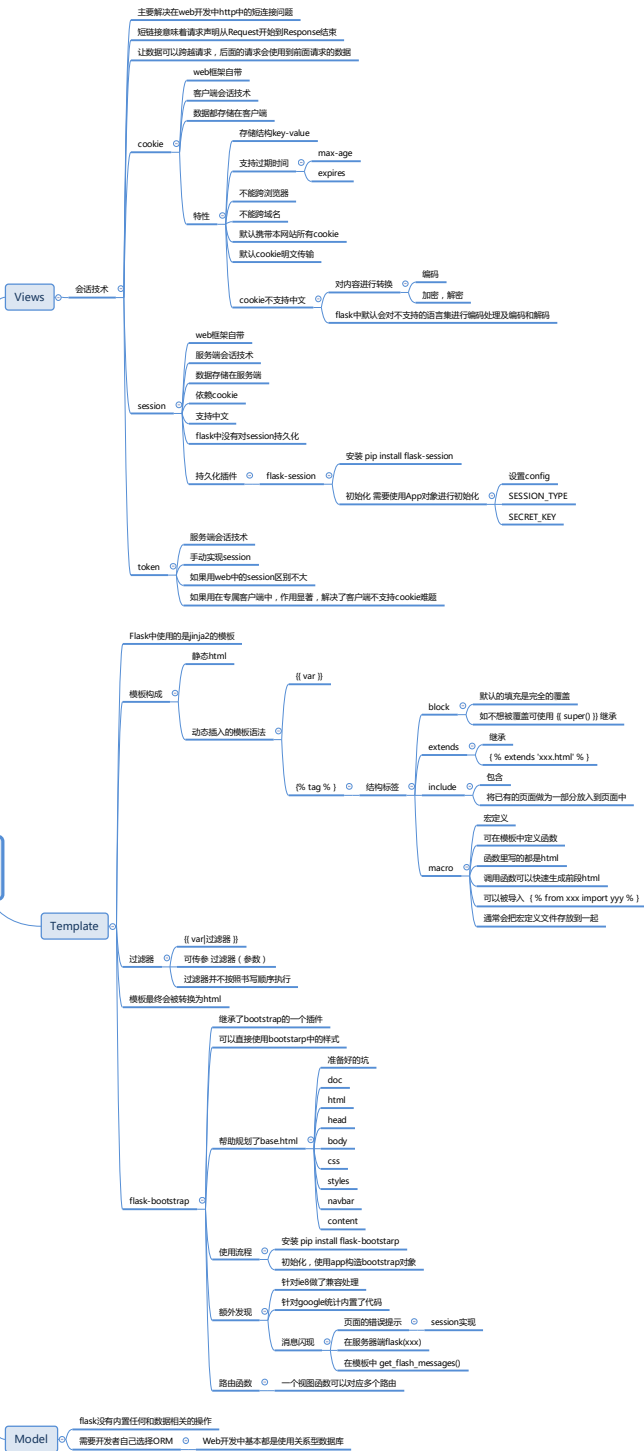 主要解决在web开发中http中的短连接问题
短链接意味着请求声明从Request开始到Response结束
让数据可以跨越请求，后面的请求会使用到前面请求的数据
web框架自带
客户端会话技术
数据都存储在客户端
cookie
存储结构key-value
支持过期时间
max-age
expires
不能跨浏览器
特性
不能跨域名
默认携带本网站所有cookie
默认cookie明文传输
Views
会话技术
cookie不支持中文
对内容进行转换
编码
加密，解密
flask中默认会对不支持的语言集进行编码处理及编码和解码
web框架自带
服务端会话技术
数据存储在服务端
依赖cookie
session
支持中文
flask中没有对session持久化
持久化插件
flask-session
安装 pip install flask-session
初始化 需要使用App对象进行初始化
设置config
SESSION_TYPE
SECRET_KEY
服务端会话技术
手动实现session
token
如果用web中的session区别不大
如果用在专属客户端中，作用显著，解决了客户端不支持cookie难题
Flask中使用的是jinja2的模板
静态html
模板构成
动态插入的模板语法
{{ var }}
{% tag % }
结构标签
block
默认的填充是完全的覆盖
如不想被覆盖可使用 {{ super() }} 继承
extends
继承
{ % extends 'xxx.html' % }
include
包含
将已有的页面做为一部分放入到页面中
macro
宏定义
可在模板中定义函数
函数里写的都是html
调用函数可以快速生成前段html
可以被导入 { % from xxx import yyy % }
通常会把宏定义文件存放到一起
Template
过滤器
{{ var|过滤器 }}
可传参 过滤器（参数）
过滤器并不按照书写顺序执行
模板最终会被转换为html
flask-bootstrap
继承了bootstrap的一个插件
可以直接使用bootstarp中的样式
帮助规划了base.html
准备好的坑
doc
html
head
body
css
styles
navbar
content
使用流程
安装 pip install flask-bootstarp
初始化，使用app构造bootstrap对象
额外发现
针对ie8做了兼容处理
针对google统计内置了代码
消息闪现
页面的错误提示
session实现
在服务器端flask(xxx)
在模板中 get_flash_messages()
路由函数
一个视图函数可以对应多个路由
Model
flask没有内置任何和数据相关的操作
需要开发者自己选择ORM
Web开发中基本都是使用关系型数据库